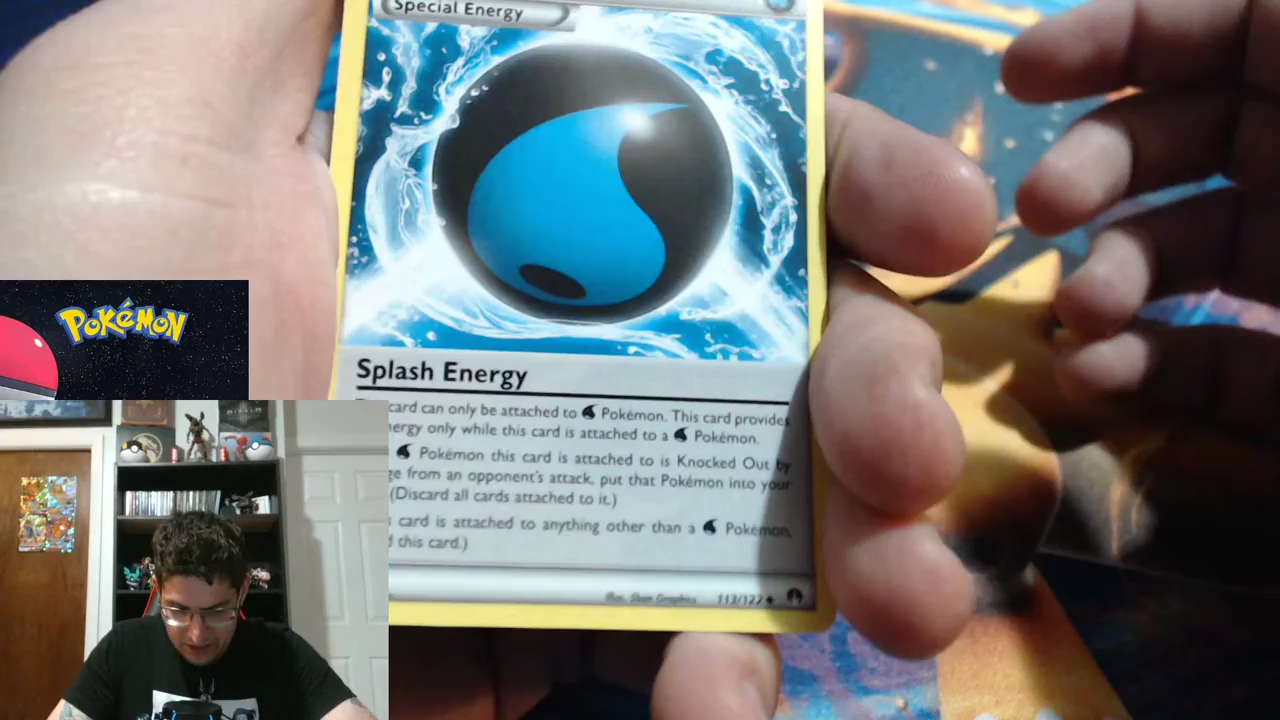 Special Energy
POKéMON
DIABLO
Splash Energy
card can only be attached to Pokémon. This card provides
ergy only while this card is attached to a Pokémon.
Pokémon this card is attached to is Knocked Out by
ge from an opponent's attack, put that Pokémon into your
(Discard all cards attached to it.)
card is attached to anything other than a Pokémon,
this card.)
113/122